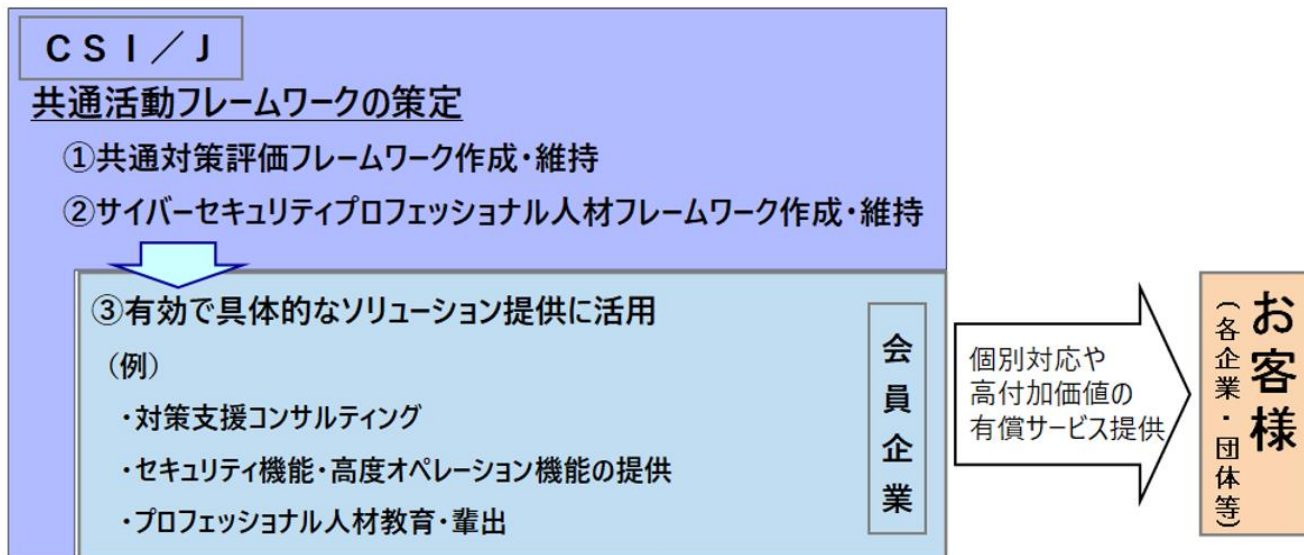 CSI／J
共通活動フレームワークの策定
①共通対策評価フレームワーク作成・維持
②サイバーセキュリティプロフェッショナル人材フレームワーク作成・維持
③有効で具体的なソリューション提供に活用
（例）
・対策支援コンサルティング
・セキュリティ機能・高度オペレーション機能の提供
・プロフェッショナル人材教育・輩出
会員企業
個別対応や
高付加価値の
有償サービス提供
お客様
（各企業・団体等）